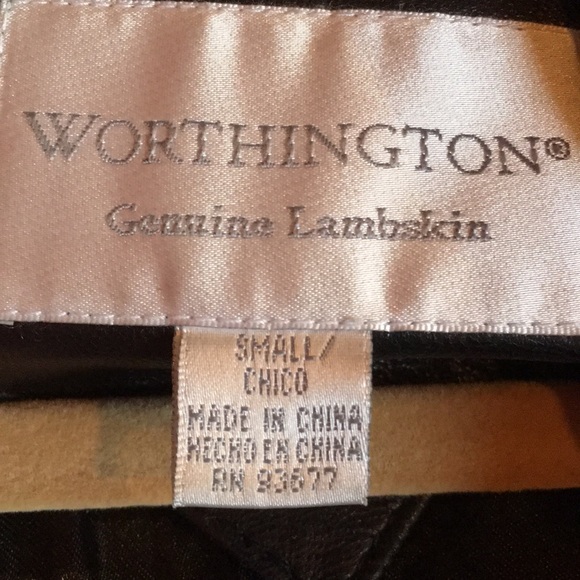 WORTHINGTON®
Genuine Lambskin
SMALL/
CHICO
MADE IN CHINA
HECHO EN CHINA
RN 93677